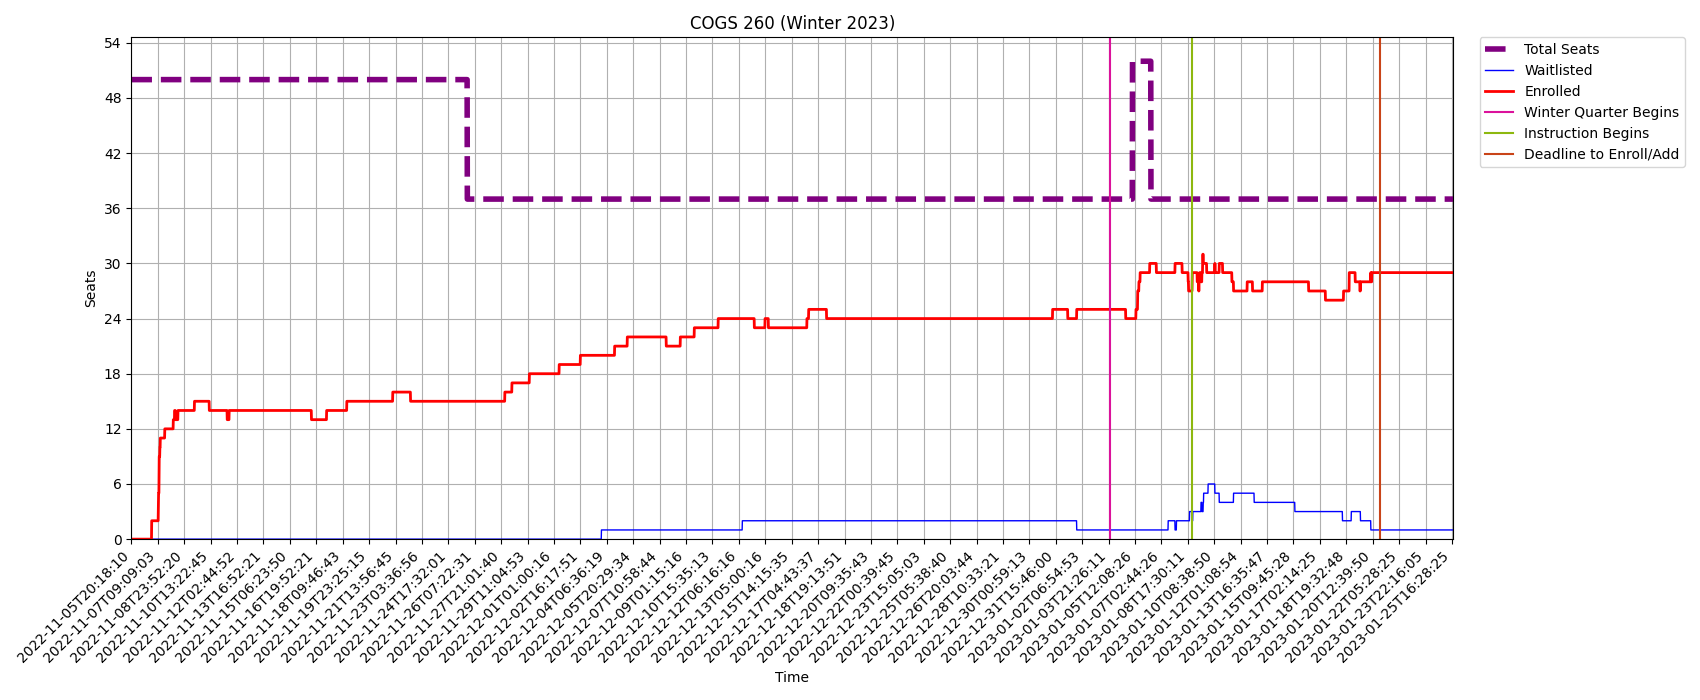 COGS 260 (Winter 2023)
54
48
42
36
30
24
18
12
6
0
Seats
Total Seats
Waitlisted
Enrolled
Winter Quarter Begins
Instruction Begins
Deadline to Enroll/Add
2022-11-05T20:18:10
2022-11-07T09:09:03
2022-11-08T23:52:20
2022-11-10T13:22:45
2022-11-12T02:44:52
2022-11-13T16:52:21
2022-11-15T06:23:50
2022-11-16T19:52:21
2022-11-18T09:46:43
2022-11-19T23:25:15
2022-11-21T13:56:45
2022-11-23T03:36:56
2022-11-24T17:32:01
2022-11-26T07:22:31
2022-11-27T21:01:40
2022-11-29T11:04:53
2022-12-01T01:00:16
2022-12-02T16:17:51
2022-12-04T06:36:19
2022-12-05T20:29:34
2022-12-07T10:58:44
2022-12-09T01:15:16
2022-12-10T15:35:13
2022-12-12T06:16:16
2022-12-13T05:00:16
2022-12-15T14:15:35
2022-12-17T04:43:37
2022-12-18T19:13:51
2022-12-20T09:35:43
2022-12-22T00:39:45
2022-12-23T15:05:03
2022-12-25T05:38:40
2022-12-26T20:03:44
2022-12-28T10:33:21
2022-12-30T00:59:13
2022-12-31T15:46:00
2023-01-02T06:54:53
2023-01-03T21:26:11
2023-01-05T12:08:26
2023-01-07T02:44:26
2023-01-08T17:30:11
2023-01-10T08:38:50
2023-01-12T01:08:54
2023-01-13T16:35:47
2023-01-15T09:45:28
2023-01-17T02:14:25
2023-01-18T19:32:48
2023-01-20T12:39:50
2023-01-22T05:28:25
2023-01-23T22:16:05
2023-01-25T16:28:25
Time